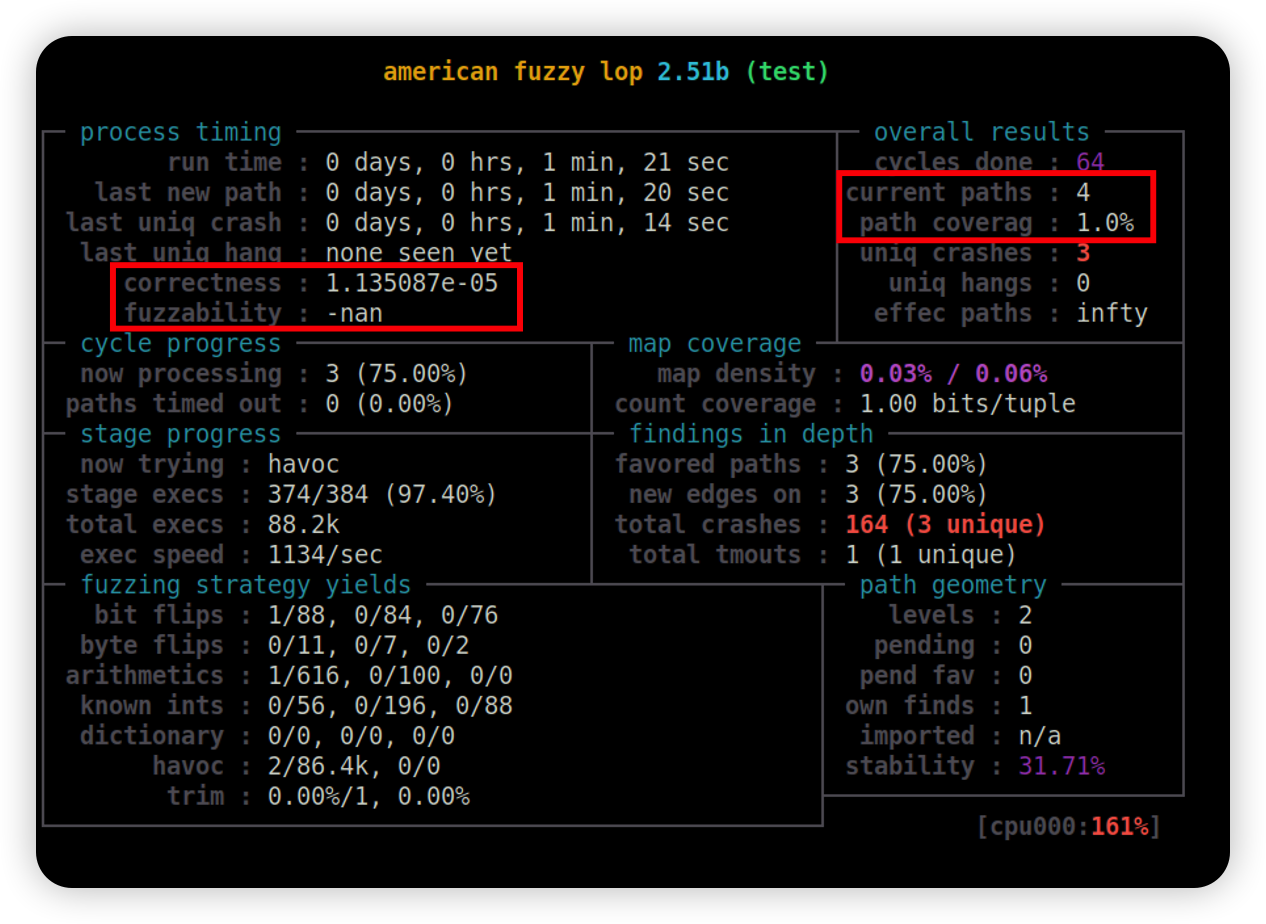 american fuzzy lop 2.51b (test)
process timing
run time : 0 days, 0 hrs, 1 min, 21 sec
last new path : 0 days, 0 hrs, 1 min, 20 sec
last uniq crash : 0 days, 0 hrs, 1 min, 14 sec
last uniq hang : none seen yet
correctness : 1.135087e-05
fuzzability : -nan
overall results
cycles done : 64
current paths : 4
path coverag : 1.0%
uniq crashes : 3
uniq hangs : 0
effec paths : infty
cycle progress
now processing : 3 (75.00%)
paths timed out : 0 (0.00%)
map coverage
map density : 0.03% / 0.06%
count coverage : 1.00 bits/tuple
stage progress
now trying : havoc
stage execs : 374/384 (97.40%)
total execs : 88.2k
exec speed : 1134/sec
findings in depth
favored paths : 3 (75.00%)
new edges on : 3 (75.00%)
total crashes : 164 (3 unique)
total tmouts : 1 (1 unique)
fuzzing strategy yields
bit flips : 1/88, 0/84, 0/76
byte flips : 0/11, 0/7, 0/2
arithmetics : 1/616, 0/100, 0/0
known ints : 0/56, 0/196, 0/88
dictionary : 0/0, 0/0, 0/0
havoc : 2/86.4k, 0/0
trim : 0.00%/1, 0.00%
path geometry
levels : 2
pending : 0
pend fav : 0
own finds : 1
imported : n/a
stability : 31.71%
[cpu000:161%]